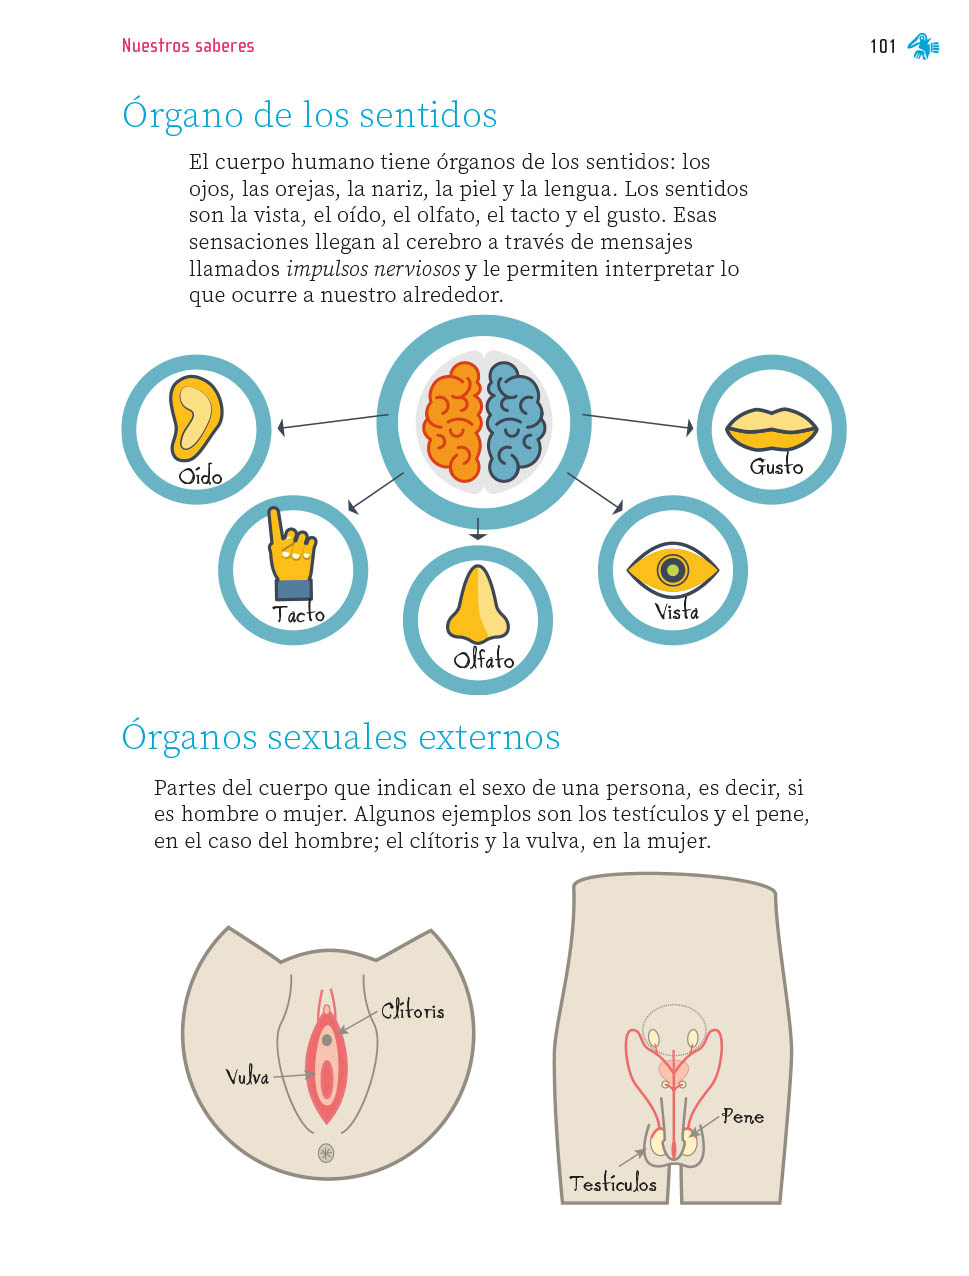 Nuestros saberes
101
Órgano de los sentidos
El cuerpo humano tiene órganos de los sentidos: los
ojos, las orejas, la nariz, la piel y la lengua. Los sentidos
son la vista, el oído, el olfato, el tacto y el gusto. Esas
sensaciones llegan al cerebro a través de mensajes
llamados impulsos nerviosos y le permiten interpretar lo
que ocurre a nuestro alrededor.
Oído
Gusto
Tacto
Vista
Olfato
Órganos sexuales externos
Partes del cuerpo que indican el sexo de una persona, es decir, si
es hombre o mujer. Algunos ejemplos son los testículos y el pene,
en el caso del hombre; el clítoris y la vulva, en la mujer.
Clítoris
Vulva
Pene
Testículos